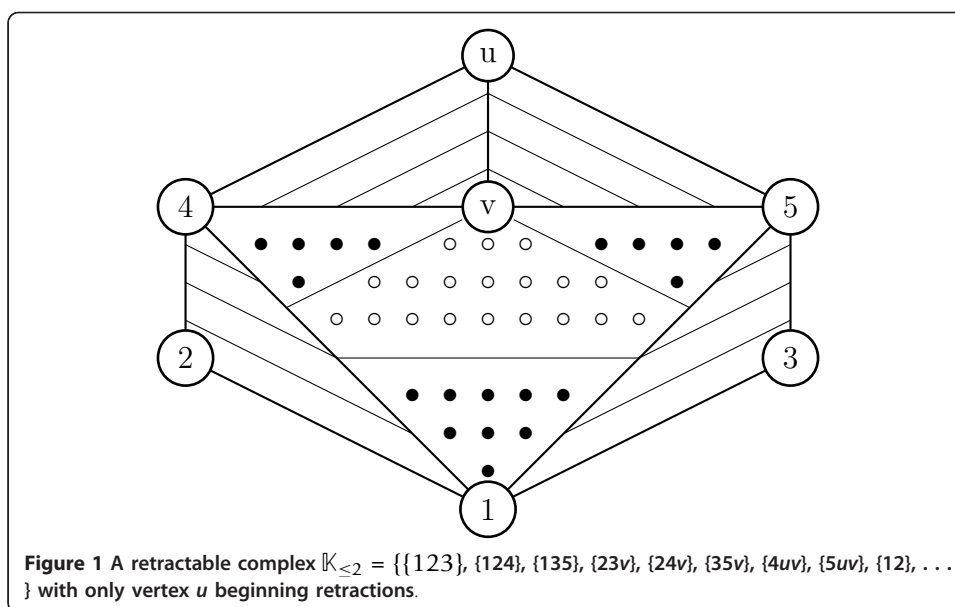 u
4
v
5
2
3
1
Figure 1 A retractable complex 𝕂≤2 = {{123}, {124}, {135}, {23v}, {24v}, {35v}, {4uv}, {5uv}, {12}, . . .
} with only vertex u beginning retractions.